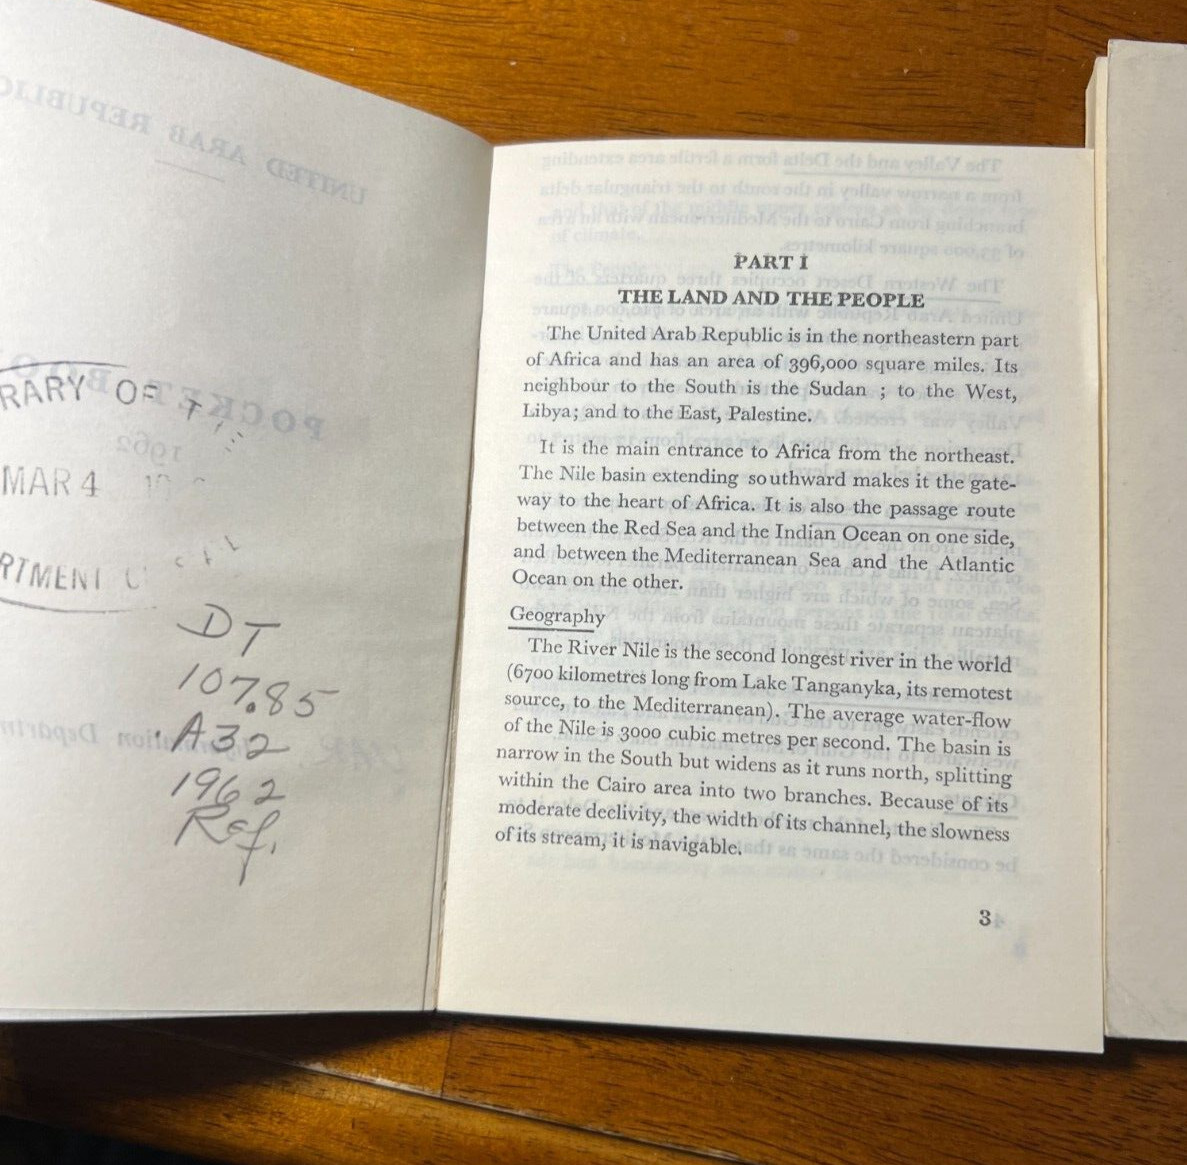 RARY OF
MAR 4
RTMENT
DT
107.85
A32
1962
Ref.
PART I
THE LAND AND THE PEOPLE
The United Arab Republic is in the northeastern part
of Africa and has an area of 396,000 square miles. Its
neighbour to the South is the Sudan ; to the West,
Libya; and to the East, Palestine.
It is the main entrance to Africa from the northeast.
The Nile basin extending southward makes it the gate-
way to the heart of Africa. It is also the passage route
between the Red Sea and the Indian Ocean on one side,
and between the Mediterranean Sea and the Atlantic
Ocean on the other.
Geography
The River Nile is the second longest river in the world
(6700 kilometres long from Lake Tanganyka, its remotest
source, to the Mediterranean). The average water-flow
of the Nile is 3000 cubic metres per second. The basin is
narrow in the South but widens as it runs north, splitting
within the Cairo area into two branches. Because of its
moderate declivity, the width of its channel, the slowness
of its stream, it is navigable.
3